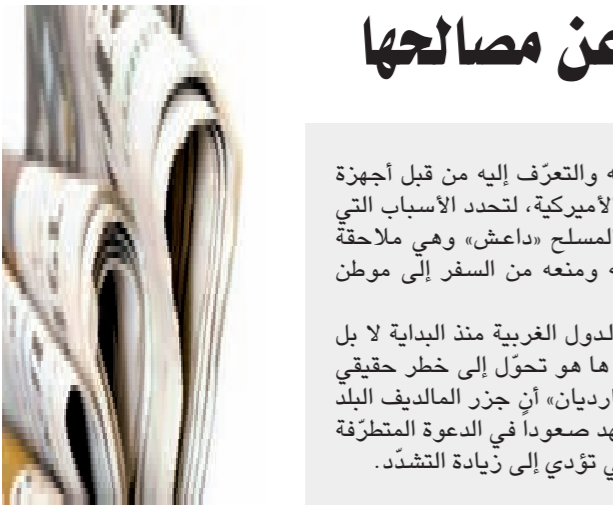 عن مصالحها
ه والتعرّف إليه من قبل أجهزة
الأميركية، لتحدد الأسباب التي
لمسلح «داعش» وهي ملاحقة
ه ومنعه من السفر إلى موطن
لدول الغربية منذ البداية لا بل
ها هو تحوّل إلى خطر حقيقي
ارديان» أن جزر المالديف البلد
هد صعوداً في الدعوة المتطرّفة
ي تؤدي إلى زيادة التشدّد.